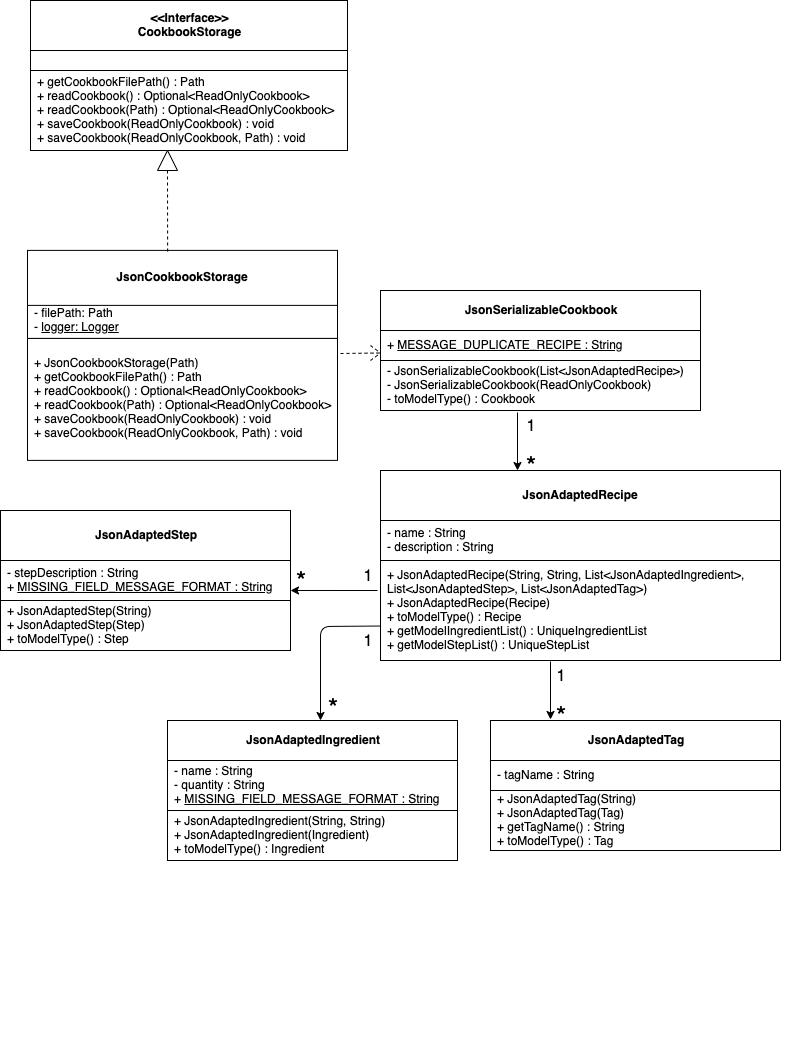 <<Interface>>
CookbookStorage
+ getCookbookFilePath() : Path
+ readCookbook() : Optional<ReadOnlyCookbook>
+ readCookbook(Path) : Optional<ReadOnlyCookbook>
+ saveCookbook(ReadOnlyCookbook) : void
+ saveCookbook(ReadOnlyCookbook, Path) : void
JsonCookbookStorage
- filePath: Path
- logger: Logger
+ JsonCookbookStorage(Path)
+ getCookbookFilePath() : Path
+ readCookbook() : Optional<ReadOnlyCookbook>
+ readCookbook(Path) : Optional<ReadOnlyCookbook>
+ saveCookbook(ReadOnlyCookbook) : void
+ saveCookbook(ReadOnlyCookbook, Path) : void
JsonSerializableCookbook
+ MESSAGE_DUPLICATE_RECIPE : String
- JsonSerializableCookbook(List<JsonAdaptedRecipe>)
- JsonSerializableCookbook(ReadOnlyCookbook)
- toModelType() : Cookbook
1
*
JsonAdaptedRecipe
- name : String
- description : String
+ JsonAdaptedRecipe(String, String, List<JsonAdaptedIngredient>,
List<JsonAdaptedStep>, List<JsonAdaptedTag>)
+ JsonAdaptedRecipe(Recipe)
+ toModelType() : Recipe
+ getModelIngredientList() : UniqueIngredientList
+ getModelStepList() : UniqueStepList
JsonAdaptedStep
- stepDescription : String
+ MISSING_FIELD_MESSAGE_FORMAT : String
+ JsonAdaptedStep(String)
+ JsonAdaptedStep(Step)
+ toModelType() : Step
*
1
1
*
1
*
JsonAdaptedIngredient
- name : String
- quantity : String
+ MISSING_FIELD_MESSAGE_FORMAT : String
+ JsonAdaptedIngredient(String, String)
+ JsonAdaptedIngredient(Ingredient)
+ toModelType() : Ingredient
JsonAdaptedTag
- tagName : String
+ JsonAdaptedTag(String)
+ JsonAdaptedTag(Tag)
+ getTagName() : String
+ toModelType() : Tag